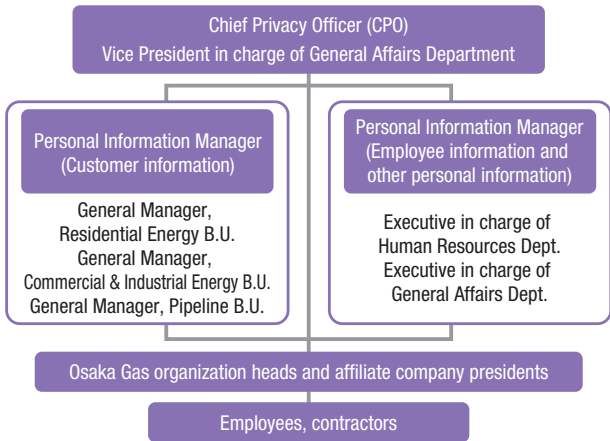 Chief Privacy Officer (CPO)
Vice President in charge of General Affairs Department
Personal Information Manager
(Customer information)
General Manager,
Residential Energy B.U.
General Manager,
Commercial & Industrial Energy B.U.
General Manager, Pipeline B.U.
Personal Information Manager
(Employee information and
other personal information)
Executive in charge of
Human Resources Dept.
Executive in charge of
General Affairs Dept.
Osaka Gas organization heads and affiliate company presidents
Employees, contractors